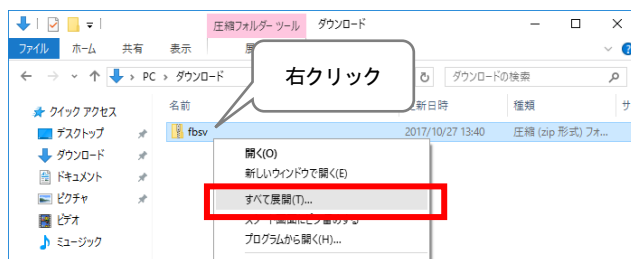 圧縮フォルダー ツール ダウンロード
ファイル ホーム 共有 表示
PC › ダウンロード
ダウンロードの検索
右クリック
名前 更新日時 種類 サ
クイック アクセス
デスクトップ
ダウンロード
ドキュメント
ピクチャ
ビデオ
ミュージック
fbsv 2017/10/27 13:40 圧縮 (zip 形式) フォ...
開く(O)
新しいウィンドウで開く(E)
すべて展開(T)...
プログラムから開く(H)...